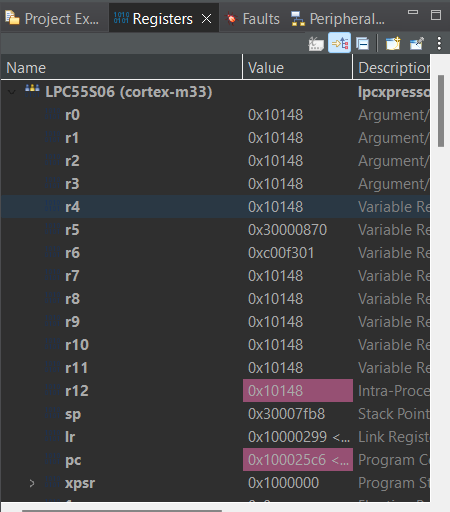 Project Ex... Registers Faults Peripheral...
Name Value Description
LPC55S06 (cortex-m33) lpcxpresso
r0 0x10148 Argument/
r1 0x10148 Argument/
r2 0x10148 Argument/
r3 0x10148 Argument/
r4 0x10148 Variable Re
r5 0x30000870 Variable Re
r6 0xc00f301 Variable Re
r7 0x10148 Variable Re
r8 0x10148 Variable Re
r9 0x10148 Variable Re
r10 0x10148 Variable Re
r11 0x10148 Variable Re
r12 0x10148 Intra-Proce
sp 0x30007fb8 Stack Point
lr 0x10000299 <... Link Registe
pc 0x100025c6 <... Program Co
xpsr 0x1000000 Program St